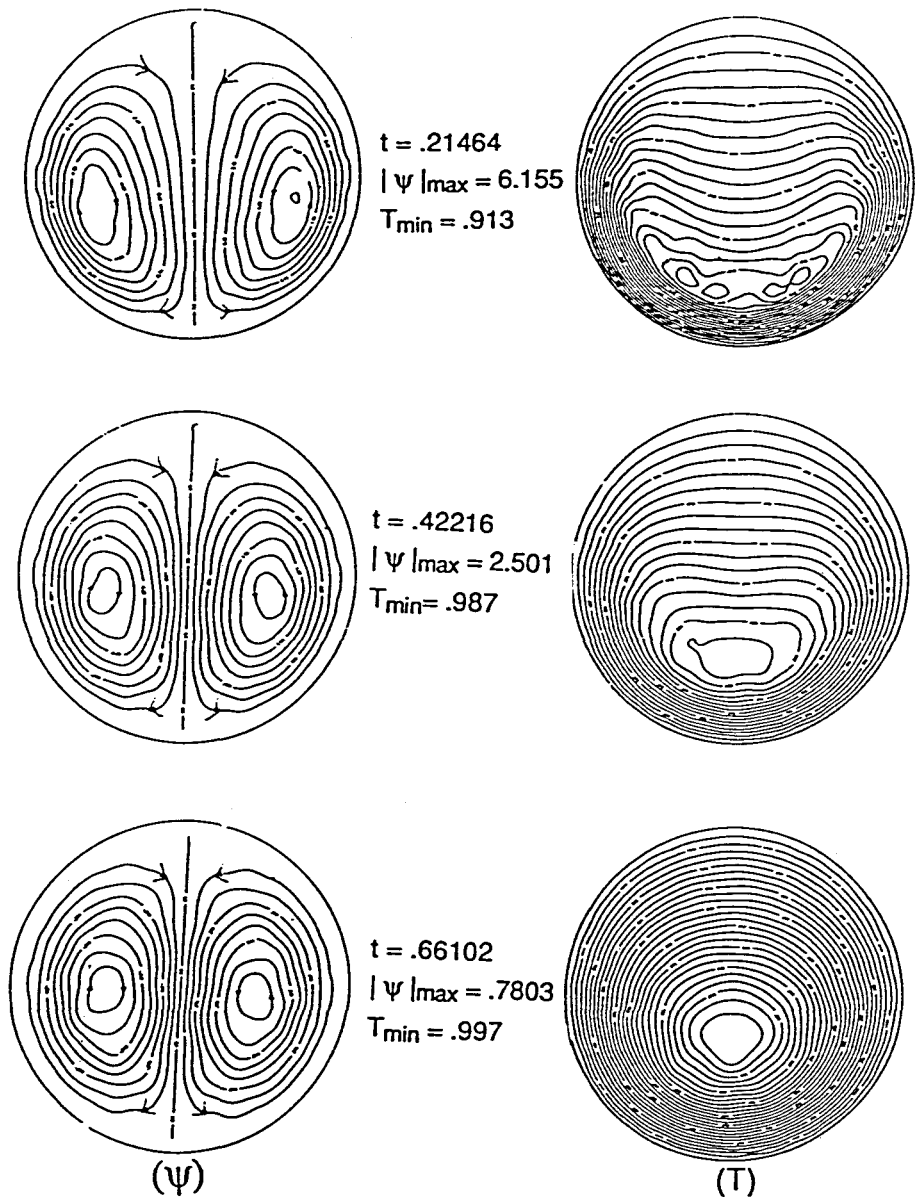 t = .21464
| ψ |max = 6.155
Tmin = .913
t = .42216
| ψ |max = 2.501
Tmin= .987
t = .66102
| ψ |max = .7803
Tmin = .997
(ψ)
(T)